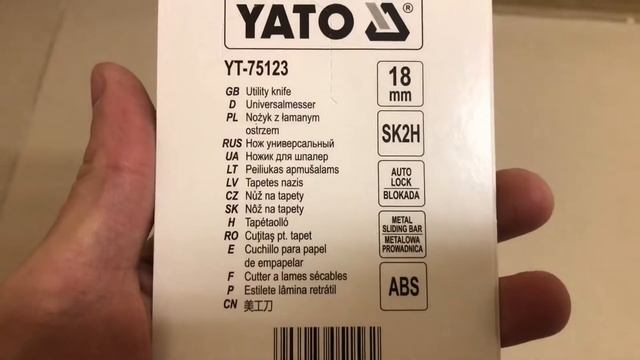 YATO ®
YT-75123
GB Utility knife
D Universalmesser
PL Nożyk z łamanym
ostrzem
RUS Нож универсальный
UA Ножик для шпалер
LT Peiliukas apmušalams
LV Tapetes nazis
CZ Nůž na tapety
SK Nôž na tapety
H Tapétaolló
RO Cuţitaş pt. tapet
E Cuchillo para papel
de empapelar
F Cutter a lames sécables
P Estilete lâmina retrátil
CN 美工刀
18
mm
SK2H
AUTO
LOCK
BLOKADA
METAL
SLIDING BAR
METALOWA
PROWADNICA
ABS